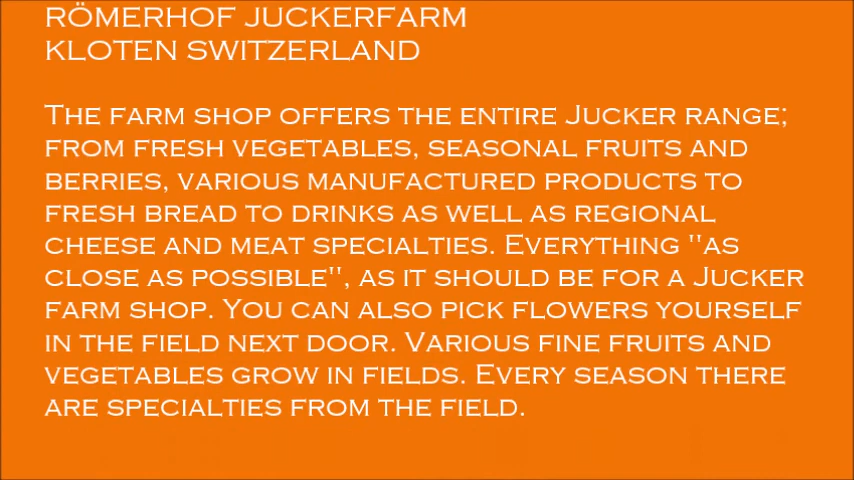 RÖMERHOF JUCKERFARM
KLOTEN SWITZERLAND
THE FARM SHOP OFFERS THE ENTIRE JUCKER RANGE;
FROM FRESH VEGETABLES, SEASONAL FRUITS AND
BERRIES, VARIOUS MANUFACTURED PRODUCTS TO
FRESH BREAD TO DRINKS AS WELL AS REGIONAL
CHEESE AND MEAT SPECIALTIES. EVERYTHING "AS
CLOSE AS POSSIBLE", AS IT SHOULD BE FOR A JUCKER
FARM SHOP. YOU CAN ALSO PICK FLOWERS YOURSELF
IN THE FIELD NEXT DOOR. VARIOUS FINE FRUITS AND
VEGETABLES GROW IN FIELDS. EVERY SEASON THERE
ARE SPECIALTIES FROM THE FIELD.